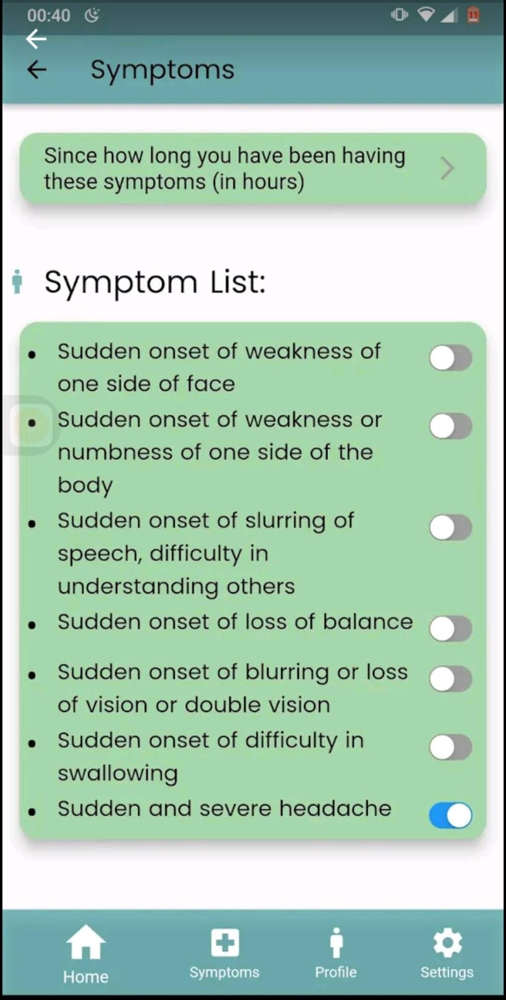 00:40
11
Symptoms
Since how long you have been having
these symptoms (in hours)
Symptom List:
• Sudden onset of weakness of
one side of face
• Sudden onset of weakness or
numbness of one side of the
body
• Sudden onset of slurring of
speech, difficulty in
understanding others
• Sudden onset of loss of balance
• Sudden onset of blurring or loss
of vision or double vision
• Sudden onset of difficulty in
swallowing
• Sudden and severe headache
Home
Symptoms
Profile
Settings